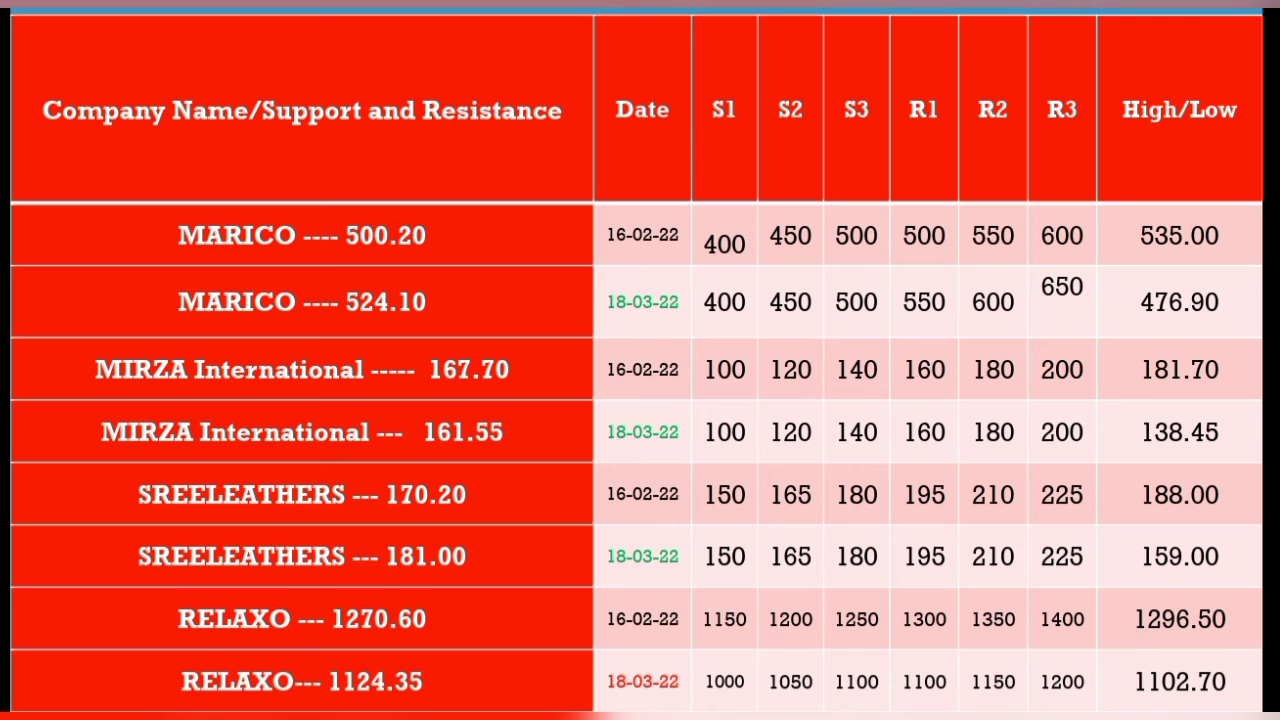 Company Name/Support and Resistance Date S1 S2 S3 R1 R2 R3 High/Low
MARICO ---- 500.20 16-02-22 400 450 500 500 550 600 535.00
MARICO ---- 524.10 18-03-22 400 450 500 550 600 650 476.90
MIRZA International ----- 167.70 16-02-22 100 120 140 160 180 200 181.70
MIRZA International --- 161.55 18-03-22 100 120 140 160 180 200 138.45
SREELEATHERS --- 170.20 16-02-22 150 165 180 195 210 225 188.00
SREELEATHERS --- 181.00 18-03-22 150 165 180 195 210 225 159.00
RELAXO --- 1270.60 16-02-22 1150 1200 1250 1300 1350 1400 1296.50
RELAXO--- 1124.35 18-03-22 1000 1050 1100 1100 1150 1200 1102.70